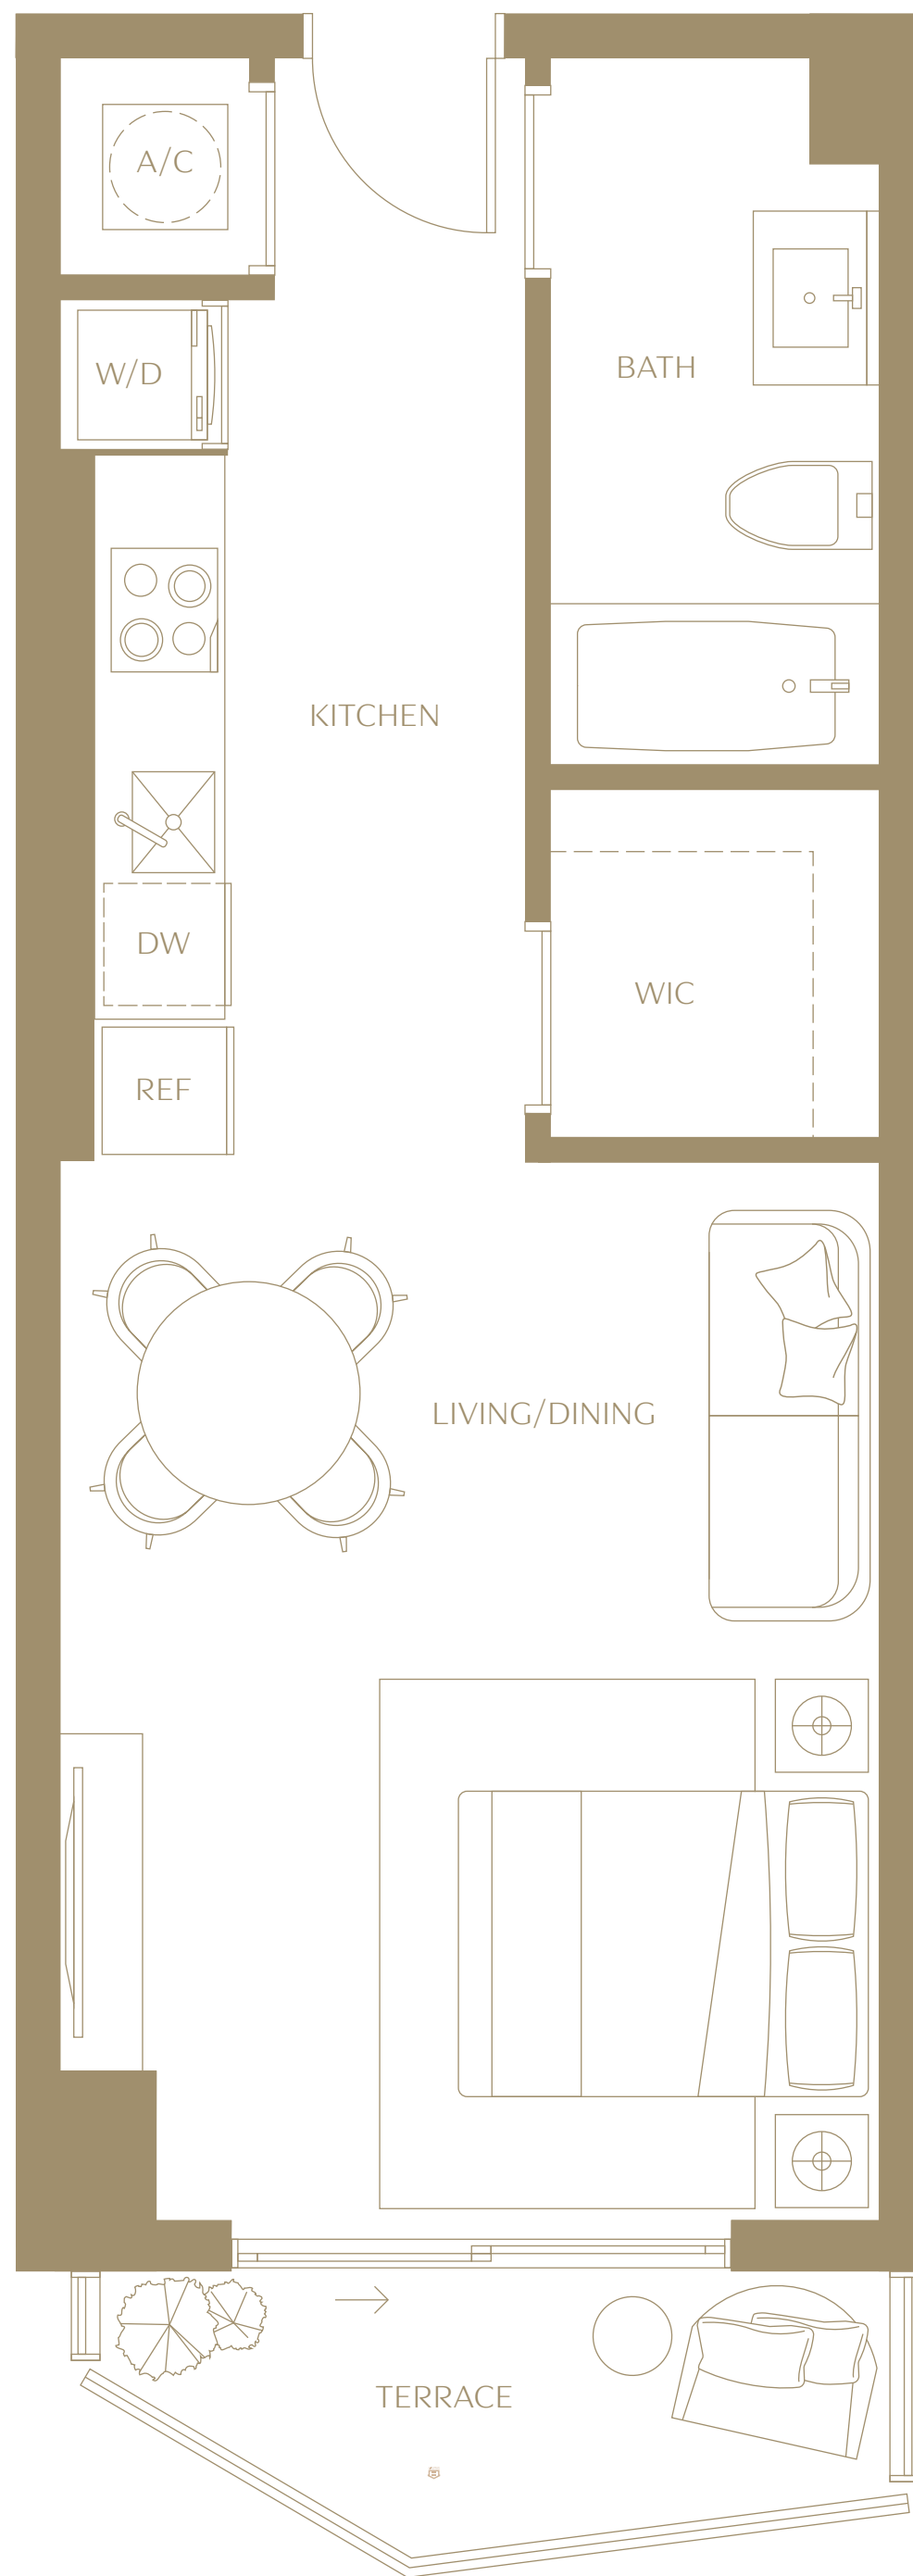 A/C
W/D
BATH
KITCHEN
DW
WIC
REF
LIVING/DINING
TERRACE